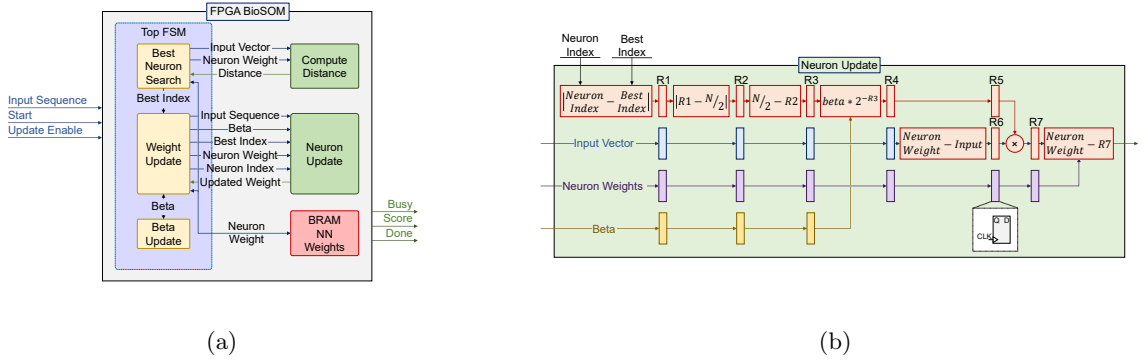 FPGA BioSOM
Top FSM
Best
Neuron
Search
Input Vector
Neuron Weight
Distance
Compute
Distance
Input Sequence
Start
Update Enable
Best Index
Weight
Update
Input Sequence
Beta
Best Index
Neuron Weight
Neuron Index
Updated Weight
Neuron
Update
Beta
Beta
Update
Neuron
Weight
BRAM
NN
Weights
Busy
Score
Done
(a)
Neuron
Index
Best
Index
Neuron Update
R1
R2
R3
R4
R5
|Neuron Index − Best Index|
|R1 − N/2|
N/2 − R2
beta * 2^-R3
R6
R7
Input Vector
Neuron Weight − Input
×
Neuron Weight − R7
Neuron Weights
Q D
CLK
Beta
(b)